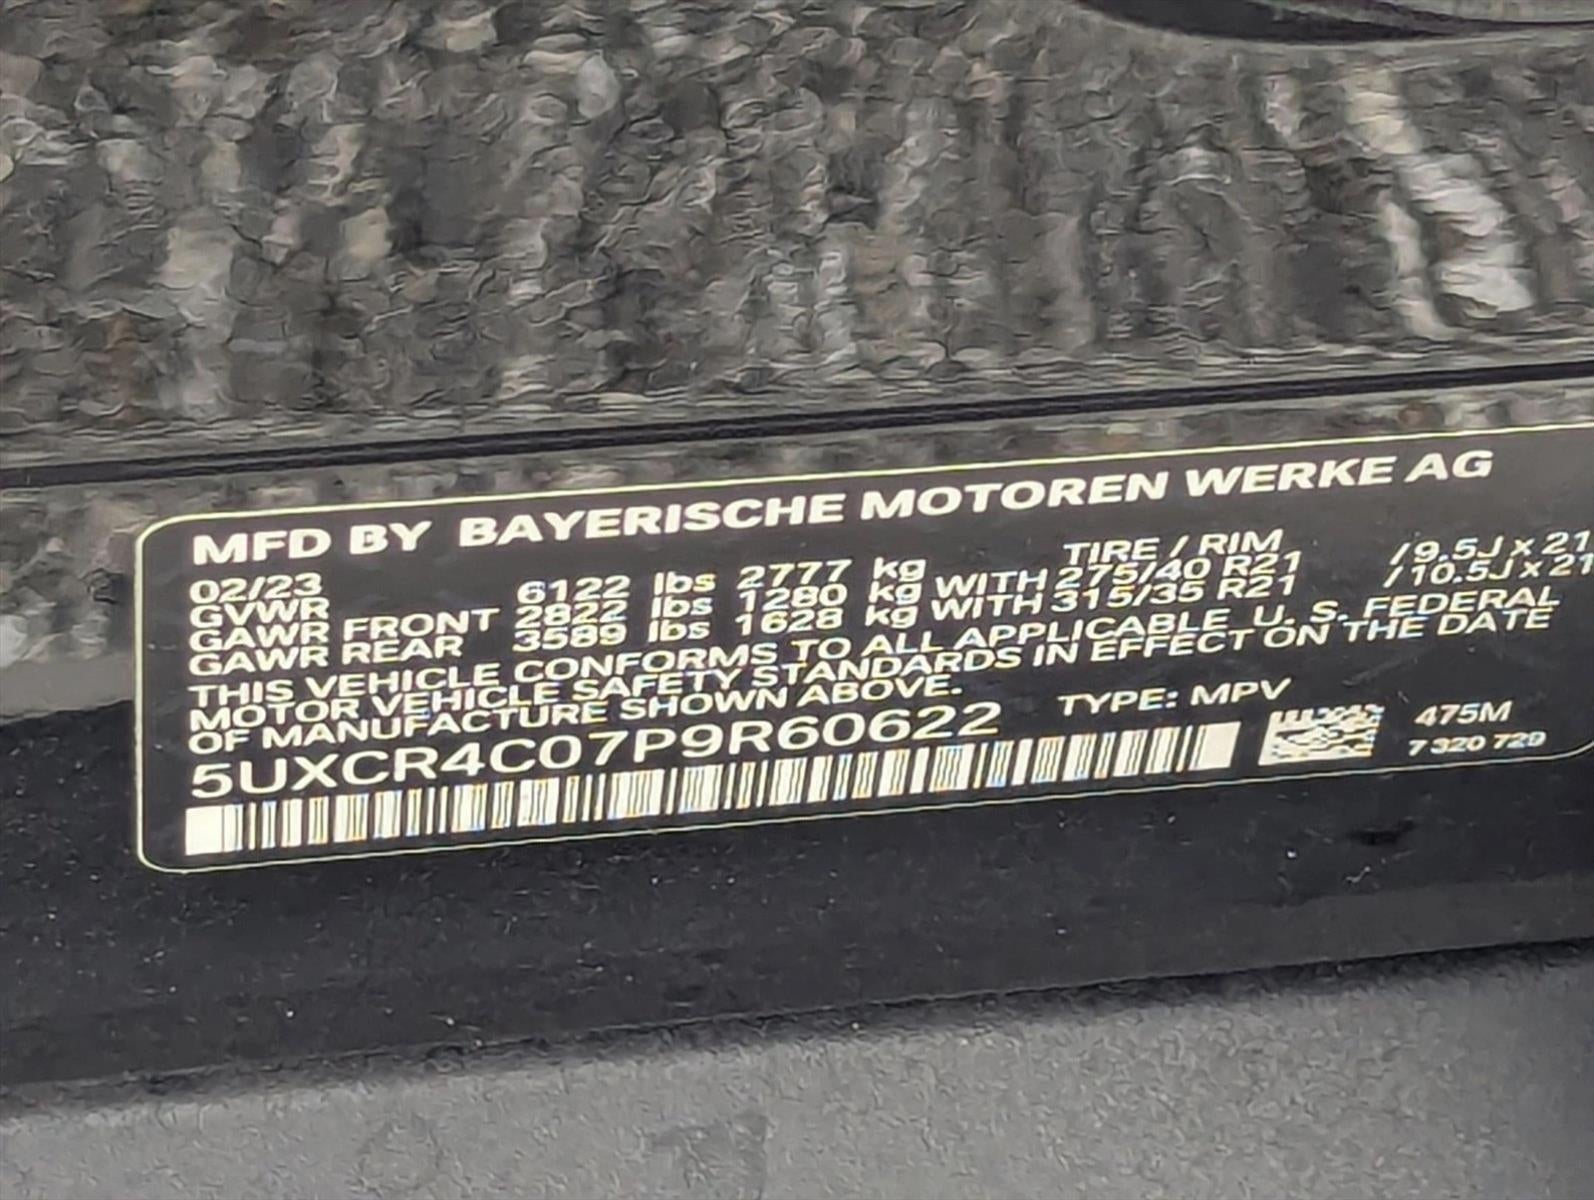 MFD BY BAYERISCHE MOTOREN WERKE AG
02/23 TIRE / RIM
GVWR 6122 lbs 2777 kg
GAWR FRONT 2822 lbs 1280 kg WITH 275/40 R21 / 9.5J x 21
GAWR REAR 3589 lbs 1628 kg WITH 315/35 R21 / 10.5J x 21
THIS VEHICLE CONFORMS TO ALL APPLICABLE U. S. FEDERAL
MOTOR VEHICLE SAFETY STANDARDS IN EFFECT ON THE DATE
OF MANUFACTURE SHOWN ABOVE.
5UXCR4C07P9R60622 TYPE: MPV
475M
7 320 729